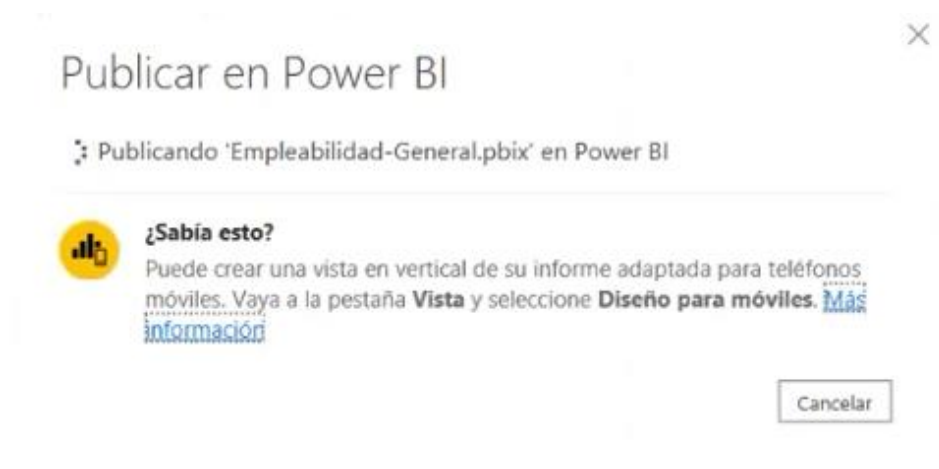 Publicar en Power BI
Publicando 'Empleabilidad-General.pbix' en Power BI
¿Sabía esto?
Puede crear una vista en vertical de su informe adaptada para teléfonos
móviles. Vaya a la pestaña Vista y seleccione Diseño para móviles. Más
información
Cancelar